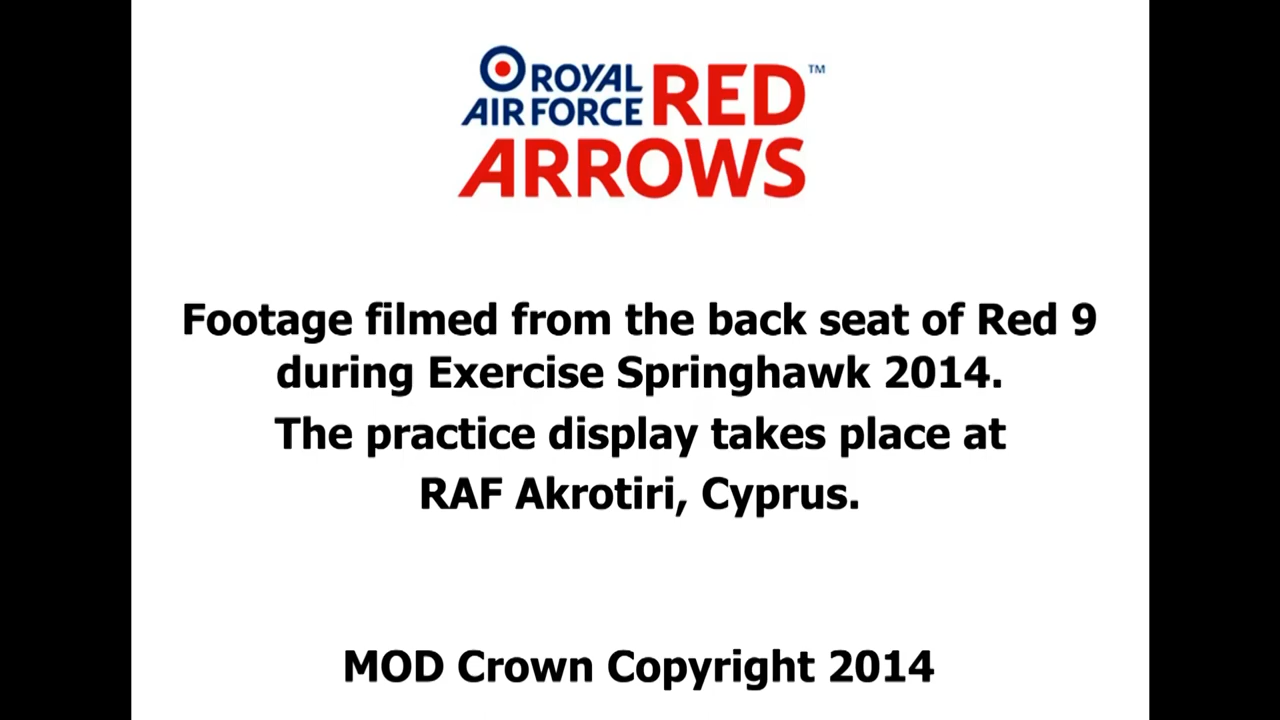 ROYAL AIR FORCE RED™
ARROWS
Footage filmed from the back seat of Red 9
during Exercise Springhawk 2014.
The practice display takes place at
RAF Akrotiri, Cyprus.
MOD Crown Copyright 2014